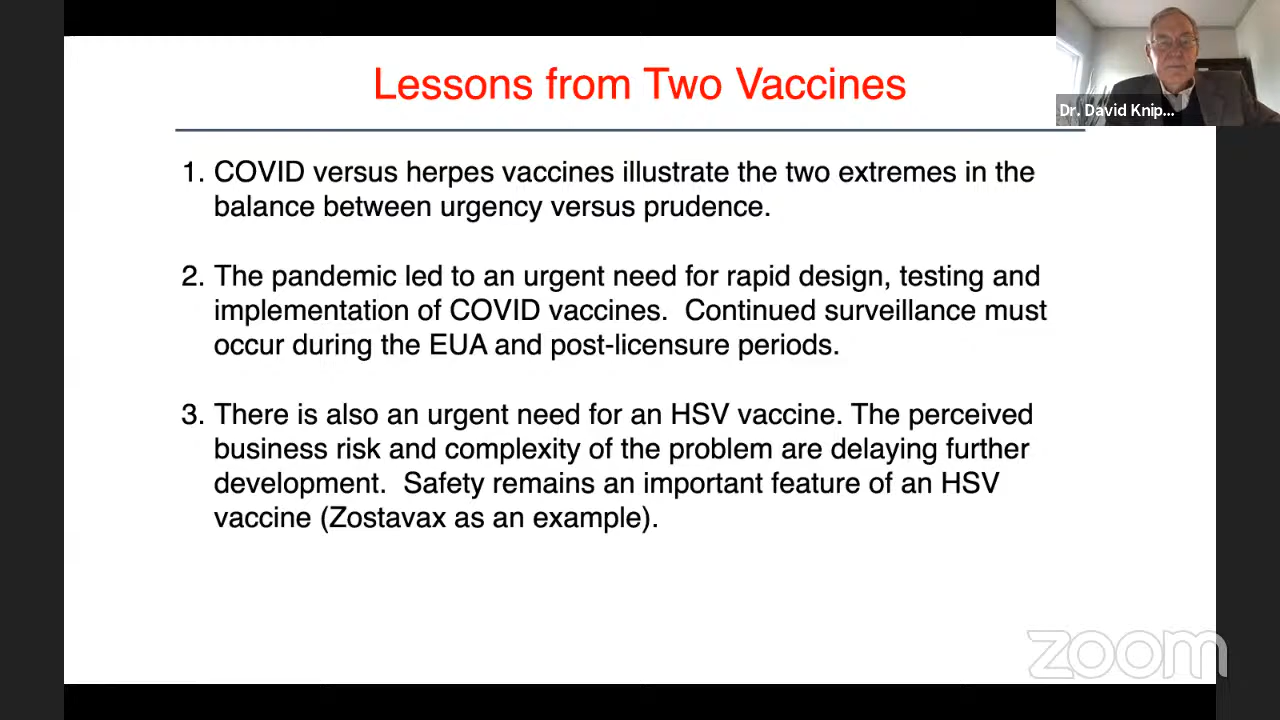 Lessons from Two Vaccines
Dr. David Knip...
1. COVID versus herpes vaccines illustrate the two extremes in the
balance between urgency versus prudence.
2. The pandemic led to an urgent need for rapid design, testing and
implementation of COVID vaccines.  Continued surveillance must
occur during the EUA and post-licensure periods.
3. There is also an urgent need for an HSV vaccine. The perceived
business risk and complexity of the problem are delaying further
development.  Safety remains an important feature of an HSV
vaccine (Zostavax as an example).
zoom